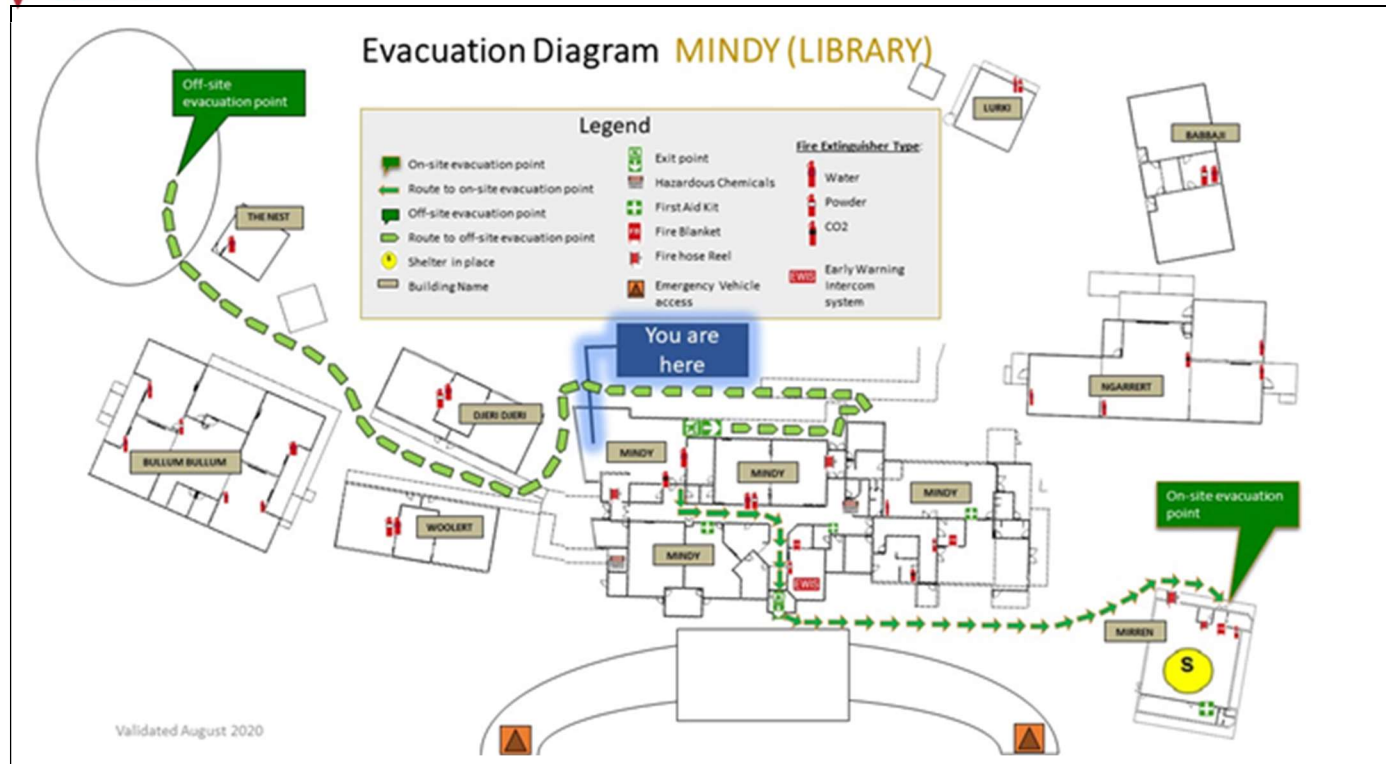 Evacuation Diagram MINDY (LIBRARY)
Off-site
evacuation point
Legend
On-site evacuation point
Route to on-site evacuation point
Off-site evacuation point
Route to off-site evacuation point
S
Shelter in place
Building Name
Exit point
Hazardous Chemicals
First Aid Kit
FB
Fire Blanket
Fire hose Reel
Emergency Vehicle
access
Fire Extinguisher Type:
Water
Powder
CO2
EWIS
Early Warning
Intercom
system
LURKI
BABBAJI
THE NEST
You are
here
NGARRERT
DJERI DJERI
BULLUM BULLUM
MINDY
MINDY
MINDY
WOOLERT
MINDY
EWIS
On-site evacuation
point
MIRREN
S
Validated August 2020